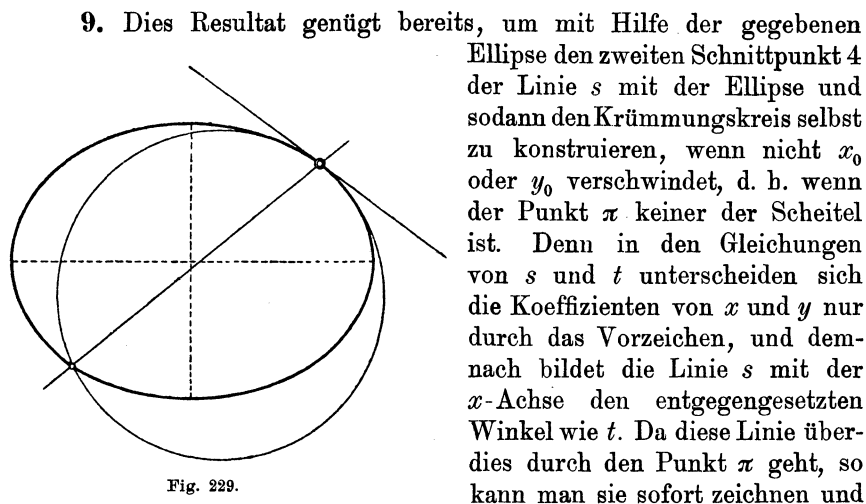 9. Dies Resultat genügt bereits, um mit Hilfe der gegebenen
Ellipse den zweiten Schnittpunkt 4
der Linie s mit der Ellipse und
sodann den Krümmungskreis selbst
zu konstruieren, wenn nicht x₀
oder y₀ verschwindet, d. h. wenn
der Punkt π keiner der Scheitel
ist. Denn in den Gleichungen
von s und t unterscheiden sich
die Koeffizienten von x und y nur
durch das Vorzeichen, und dem-
nach bildet die Linie s mit der
x-Achse den entgegengesetzten
Winkel wie t. Da diese Linie über-
dies durch den Punkt π geht, so
kann man sie sofort zeichnen und
Fig. 229.